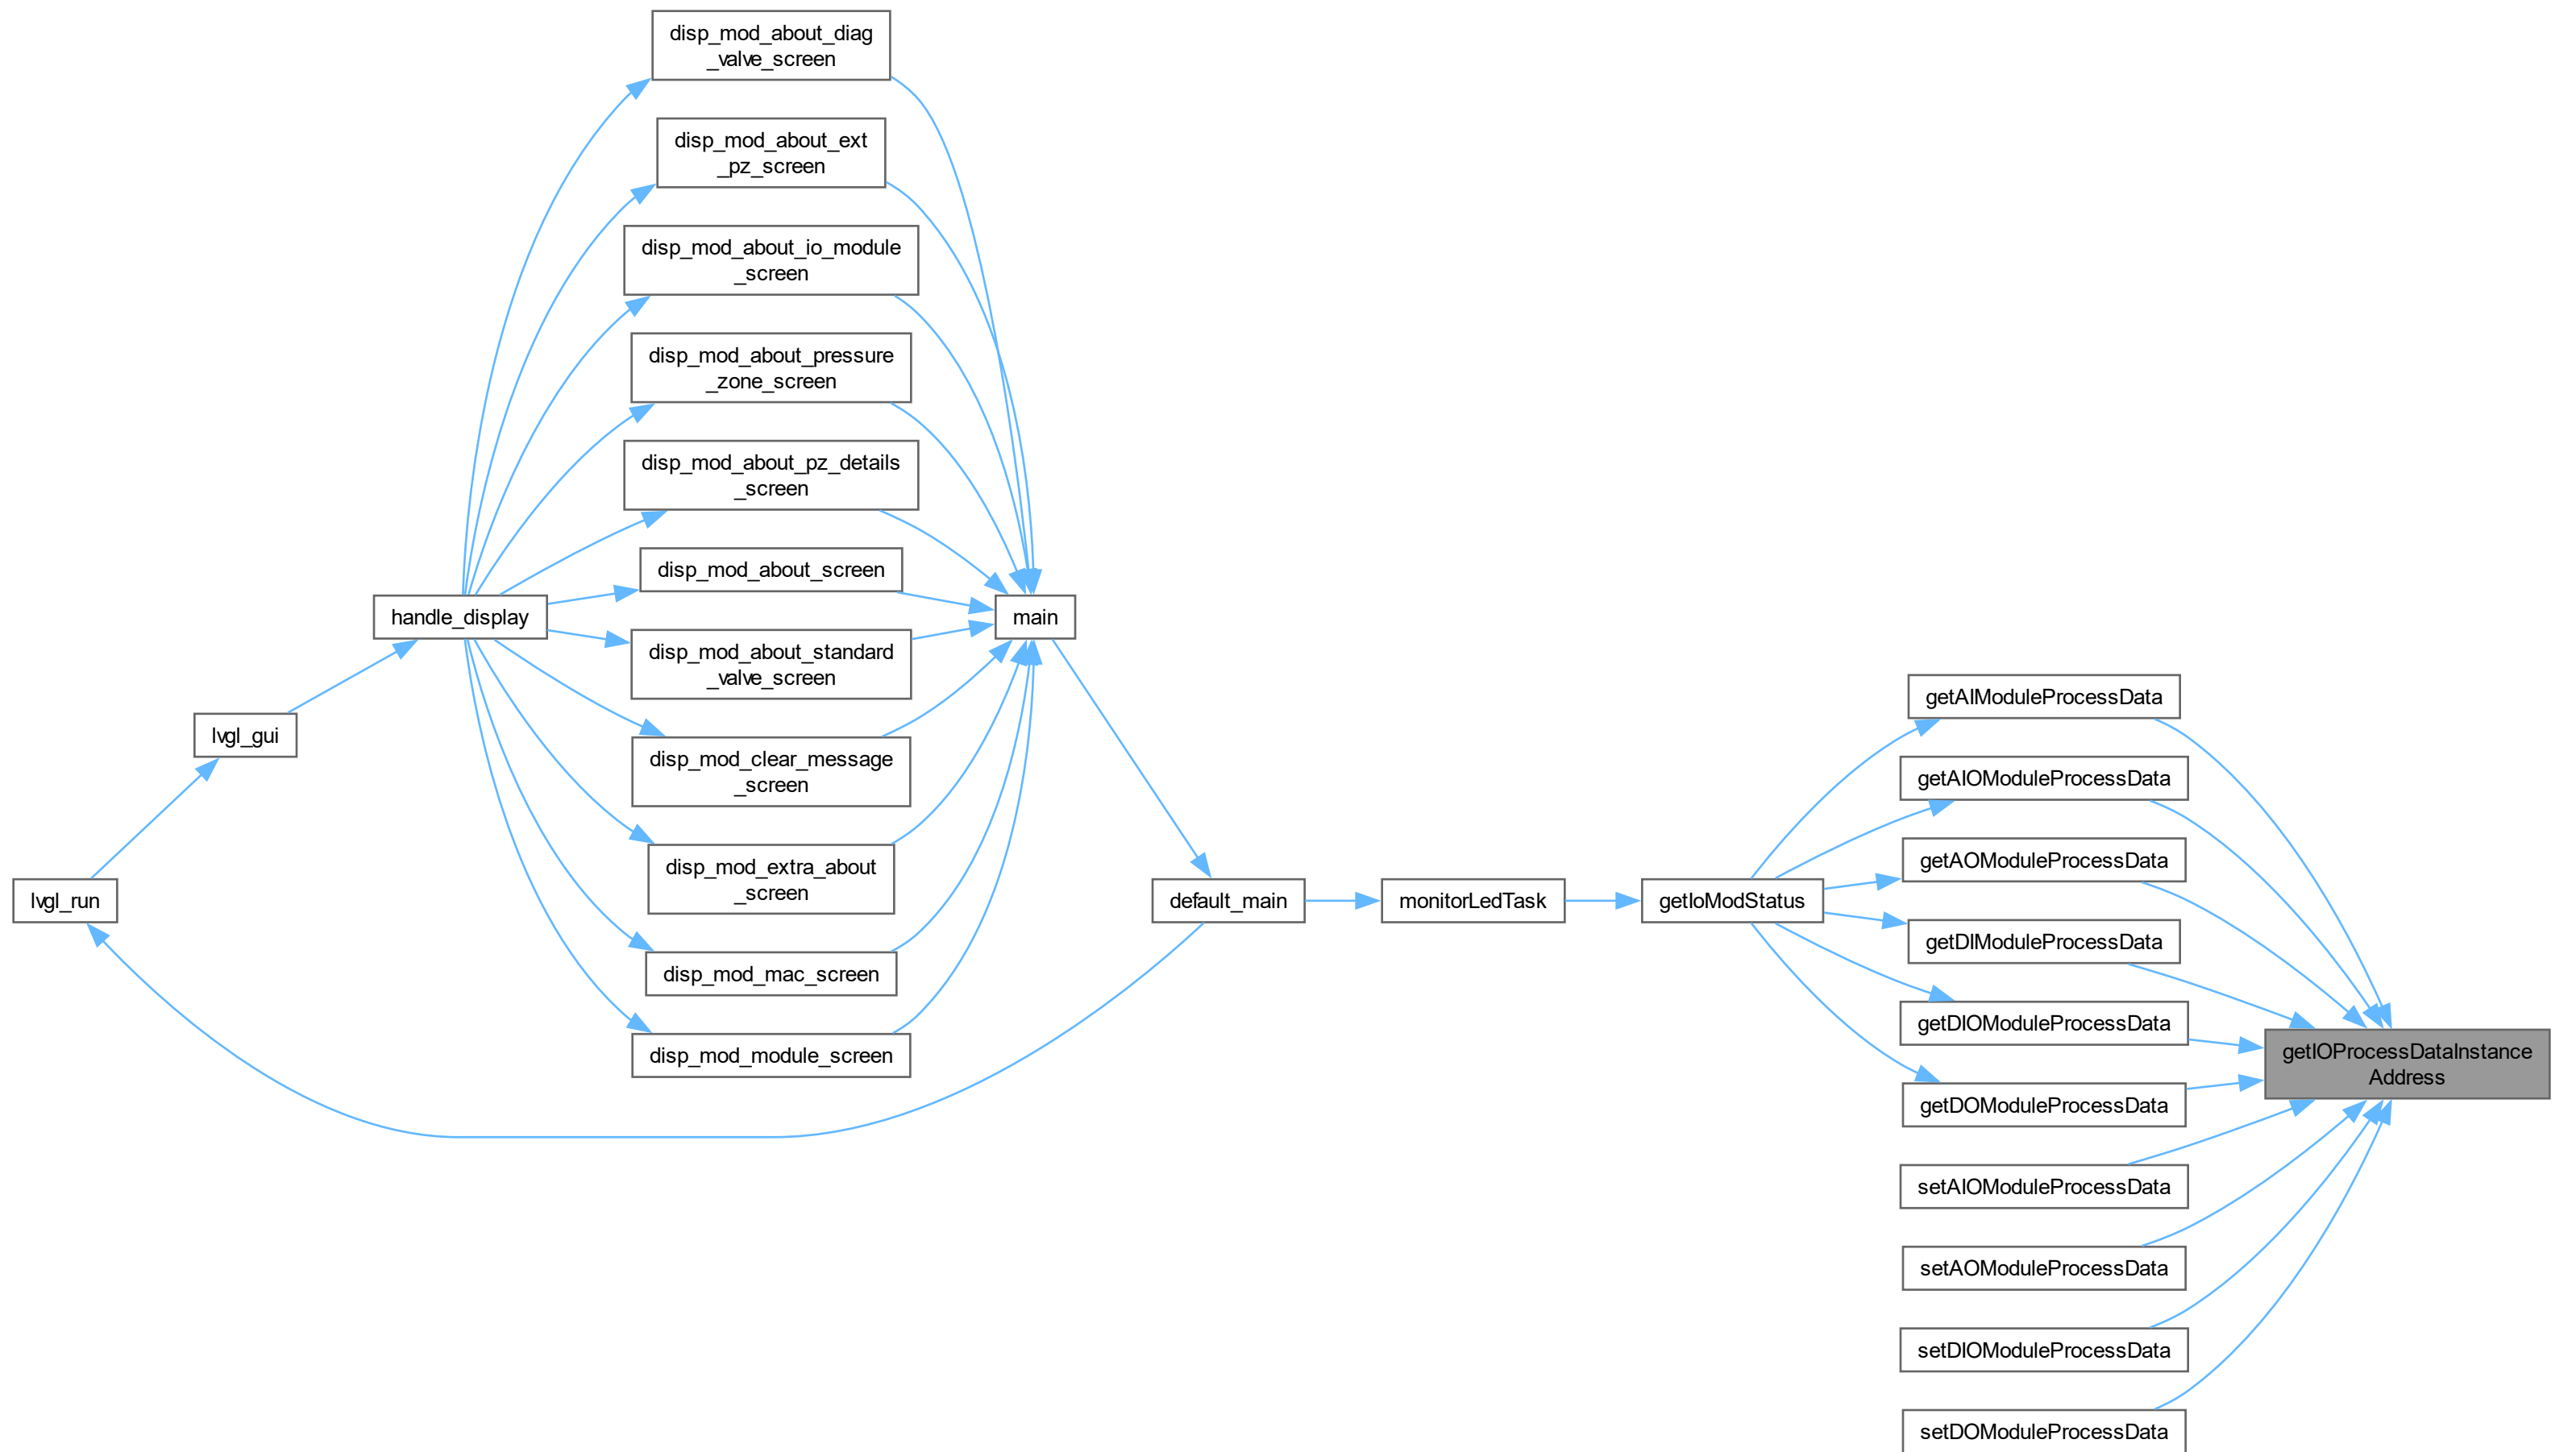 disp_mod_about_diag
_valve_screen
disp_mod_about_ext
_pz_screen
disp_mod_about_io_module
_screen
disp_mod_about_pressure
_zone_screen
disp_mod_about_pz_details
_screen
disp_mod_about_screen
handle_display
main
disp_mod_about_standard
_valve_screen
lvgl_gui
disp_mod_clear_message
_screen
disp_mod_extra_about
_screen
lvgl_run
disp_mod_mac_screen
disp_mod_module_screen
default_main
monitorLedTask
getIoModStatus
getAIModuleProcessData
getAIOModuleProcessData
getAOModuleProcessData
getDIModuleProcessData
getDIOModuleProcessData
getDOModuleProcessData
setAIOModuleProcessData
setAOModuleProcessData
setDIOModuleProcessData
setDOModuleProcessData
getIOProcessDataInstance
Address